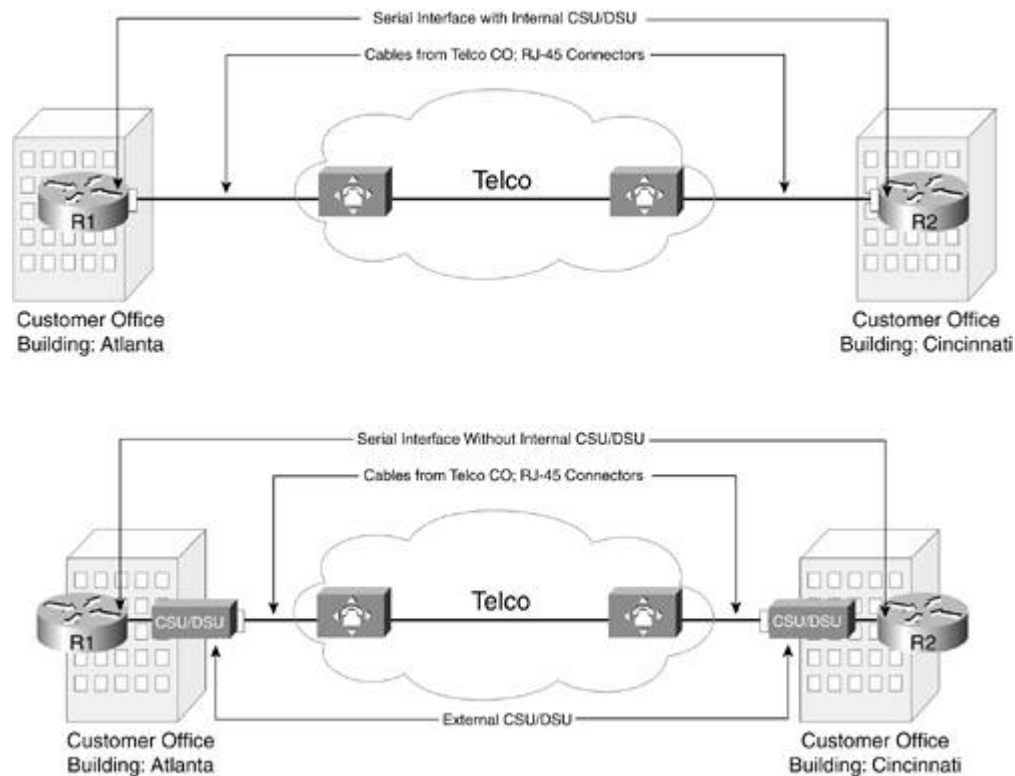 Serial Interface with Internal CSU/DSU
Cables from Telco CO; RJ-45 Connectors
Telco
R1
R2
Customer Office
Building: Atlanta
Customer Office
Building: Cincinnati
Serial Interface Without Internal CSU/DSU
Cables from Telco CO; RJ-45 Connectors
Telco
R1
CSU/DSU
CSU/DSU
R2
External CSU/DSU
Customer Office
Building: Atlanta
Customer Office
Building: Cincinnati